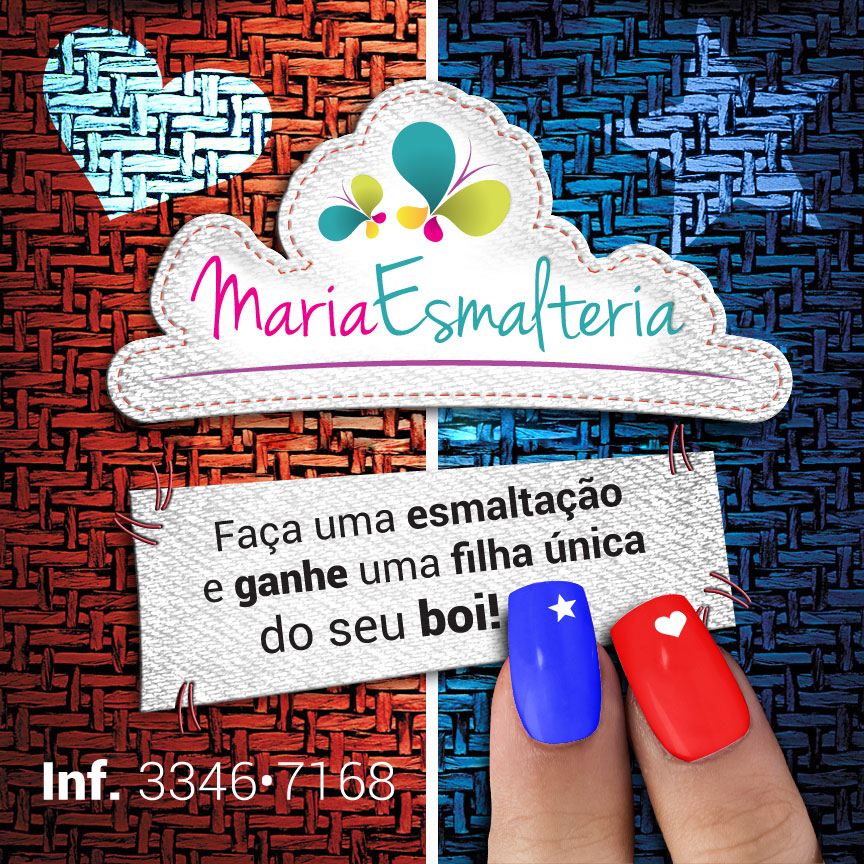 MariaEsmalteria
Faça uma esmaltação
e ganhe uma filha única
do seu boi!
Inf. 3346•7168